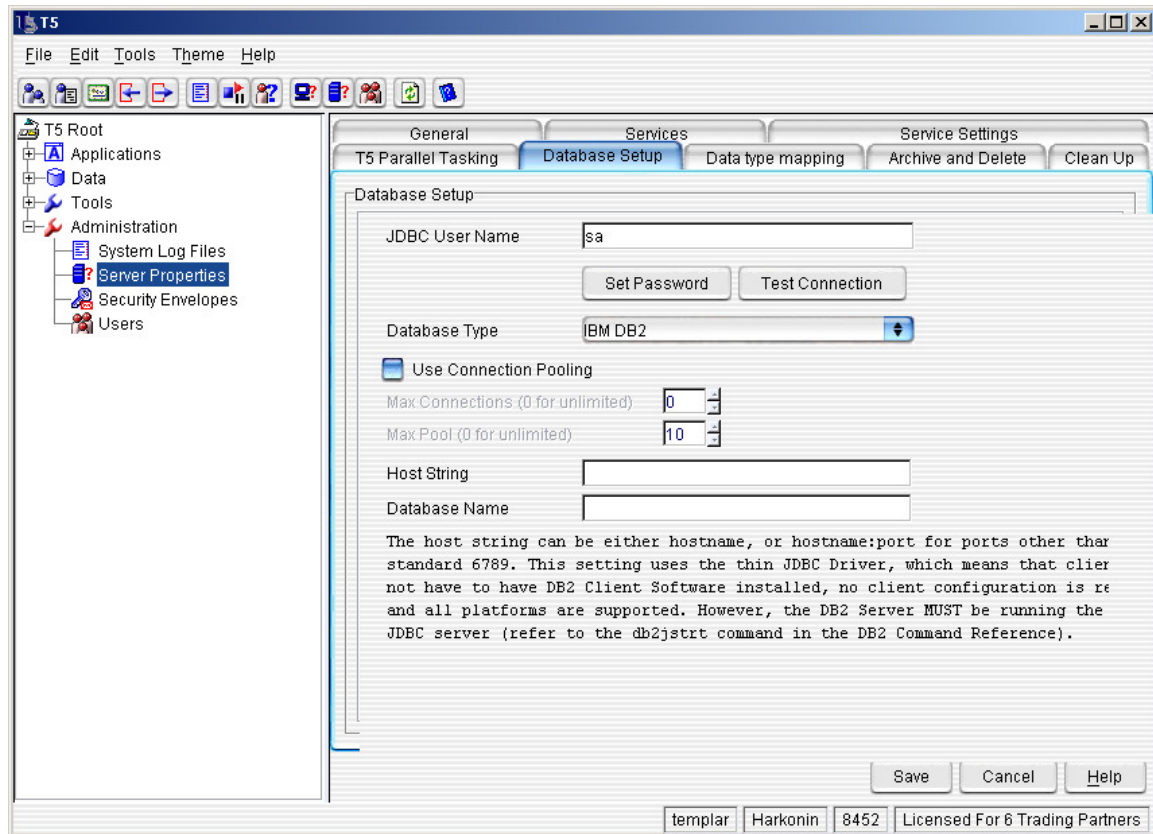 T5
File Edit Tools Theme Help
T5 Root
Applications
Data
Tools
Administration
System Log Files
Server Properties
Security Envelopes
Users
General Services Service Settings
T5 Parallel Tasking Database Setup Data type mapping Archive and Delete Clean Up
Database Setup
JDBC User Name sa
Set Password Test Connection
Database Type IBM DB2
Use Connection Pooling
Max Connections (0 for unlimited) 0
Max Pool (0 for unlimited) 10
Host String
Database Name
The host string can be either hostname, or hostname:port for ports other
standard 6789. This setting uses the thin JDBC Driver, which means that
not have to have DB2 Client Software installed, no client configuration is
and all platforms are supported. However, the DB2 Server MUST be running the
JDBC server (refer to the db2jstrt command in the DB2 Command Reference).
Save Cancel Help
templar Harkonin 8452 Licensed For 6 Trading Partners